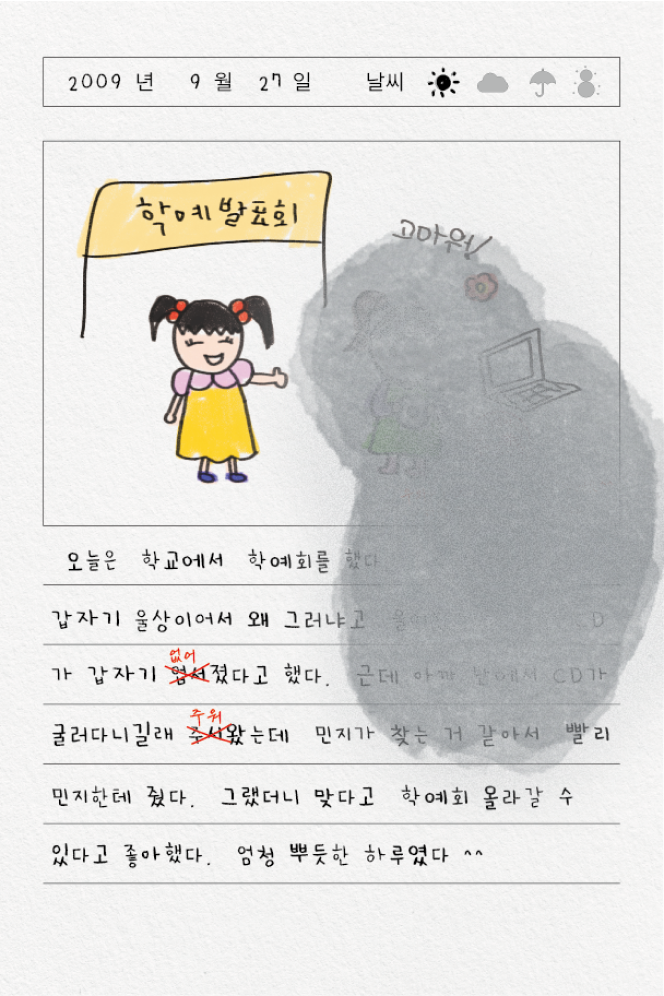 2009 년 9 월 27 일 날씨
학예발표회
고마워!
오늘은 학교에서 학예회를 했다
갑자기 울상이어서 왜 그러냐고 D
없어
가 갑자기 업서졌다고 했다. 근데 아까 CD가
주워
굴러다니길래 주서왔는데 민지가 찾는 거 같아서 빨리
민지한테 줬다. 그랬더니 맞다고 학예회 올라갈 수
있다고 좋아했다. 엄청 뿌듯한 하루였다 ^^